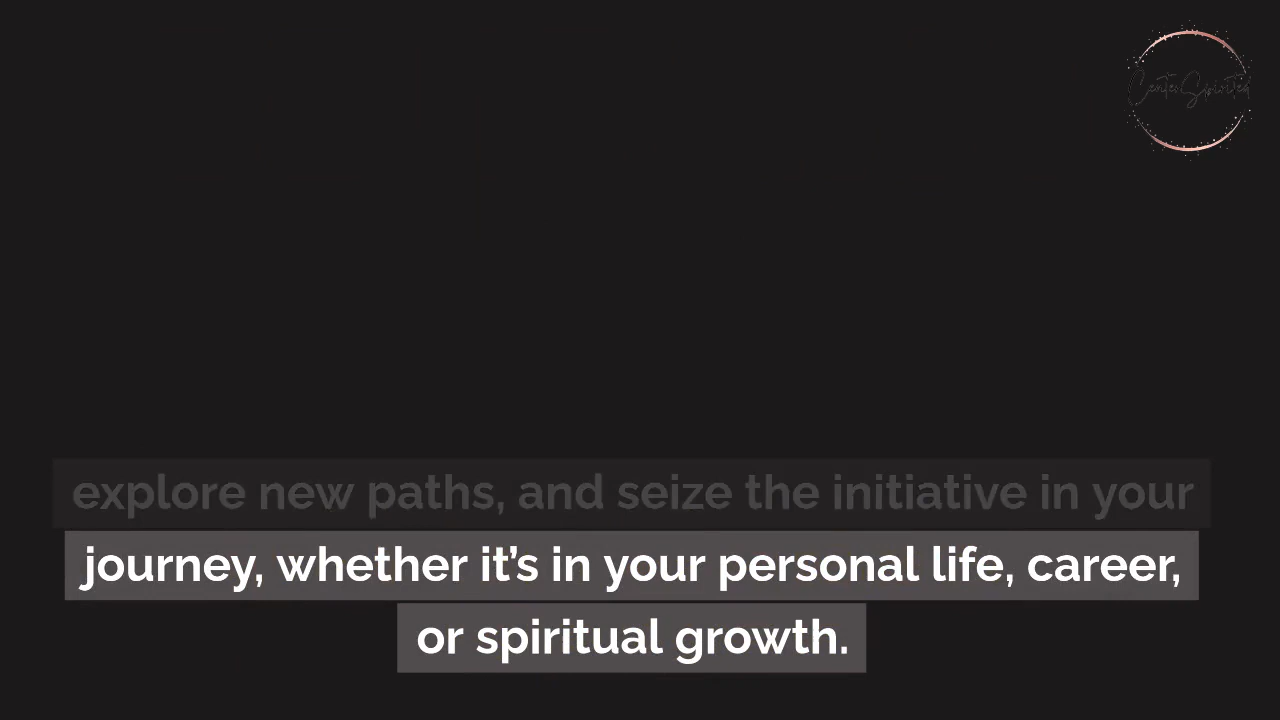 CenterSpirited
explore new paths, and seize the initiative in your
journey, whether it's in your personal life, career,
or spiritual growth.